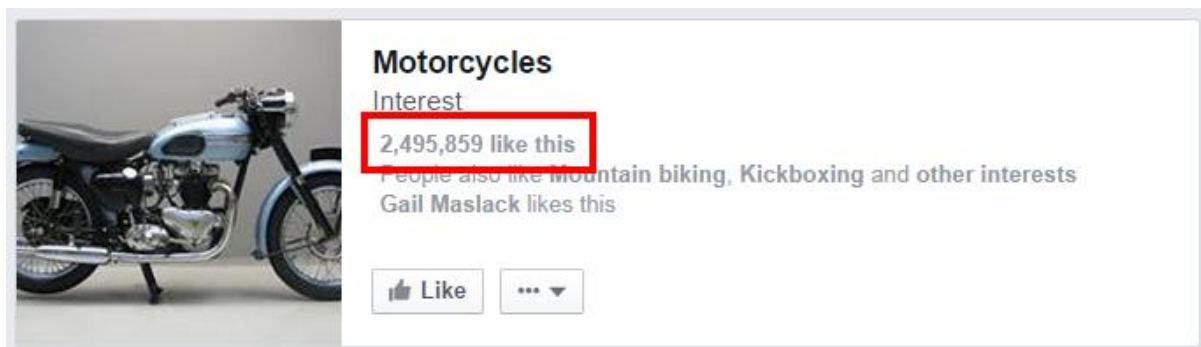 Motorcycles
Interest
2,495,859 like this
People also like Mountain biking, Kickboxing and other interests
Gail Maslack likes this
Like